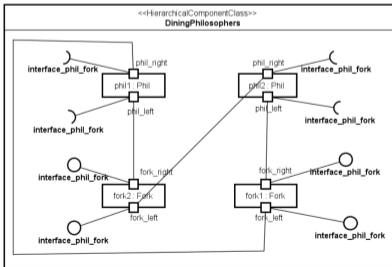 <<HierarchicalComponentClass>>
DiningPhilosophers
phil_right
phil_right
interface_phil_fork
interface_phil_fork
phil1 : Phil
phil2 : Phil
phil_left
phil_left
interface_phil_fork
interface_phil_fork
fork_right
fork_right
interface_phil_fork
interface_phil_fork
fork2 : Fork
fork1 : Fork
fork_left
fork_left
interface_phil_fork
interface_phil_fork